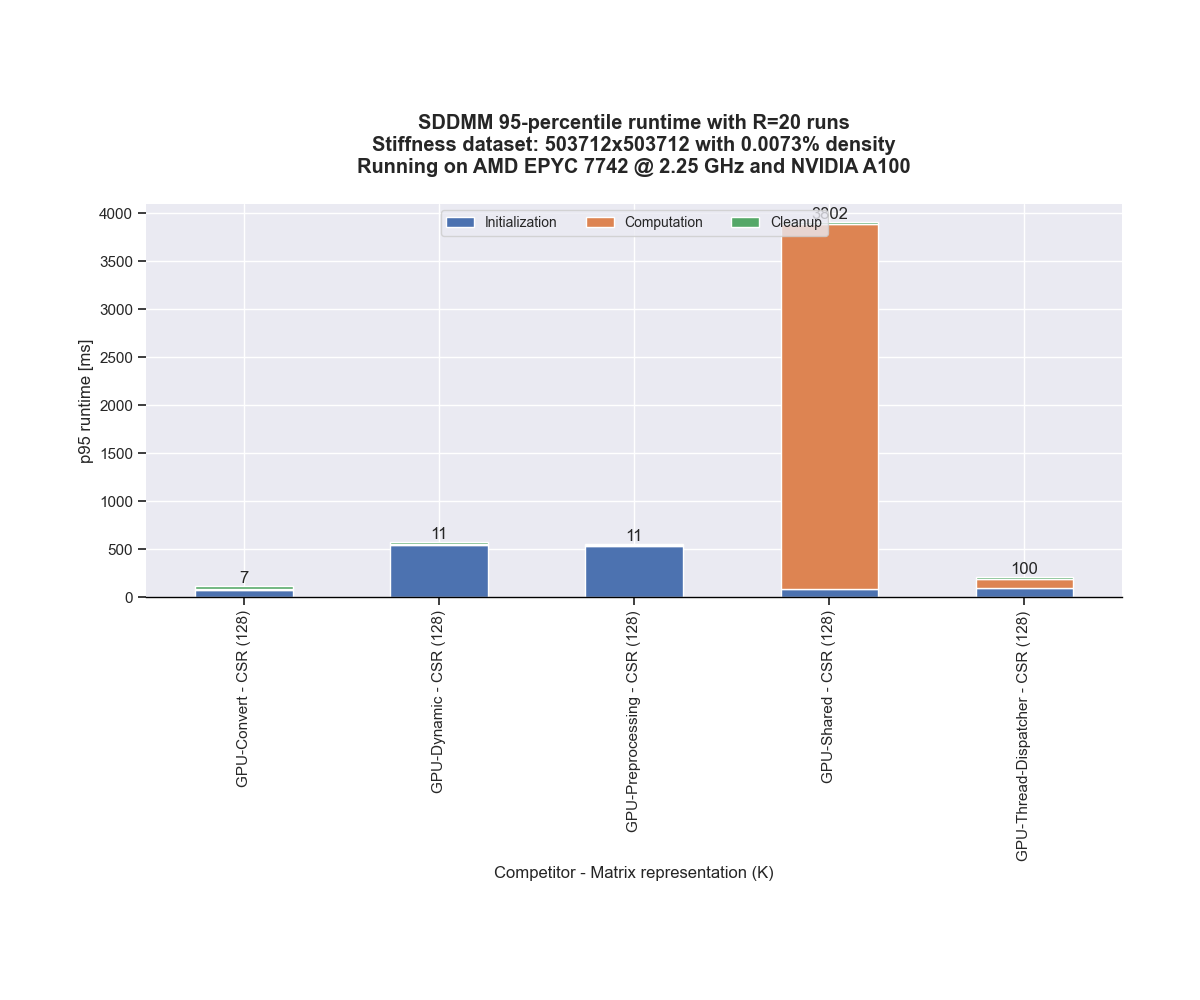 SDDMM 95-percentile runtime with R=20 runs
Stiffness dataset: 503712x503712 with 0.0073% density
Running on AMD EPYC 7742 @ 2.25 GHz and NVIDIA A100
Initialization
Computation
Cleanup
p95 runtime [ms]
4000
3500
3000
2500
2000
1500
1000
500
0
7
11
11
3802
100
GPU-Convert - CSR (128)
GPU-Dynamic - CSR (128)
GPU-Preprocessing - CSR (128)
GPU-Shared - CSR (128)
GPU-Thread-Dispatcher - CSR (128)
Competitor - Matrix representation (K)